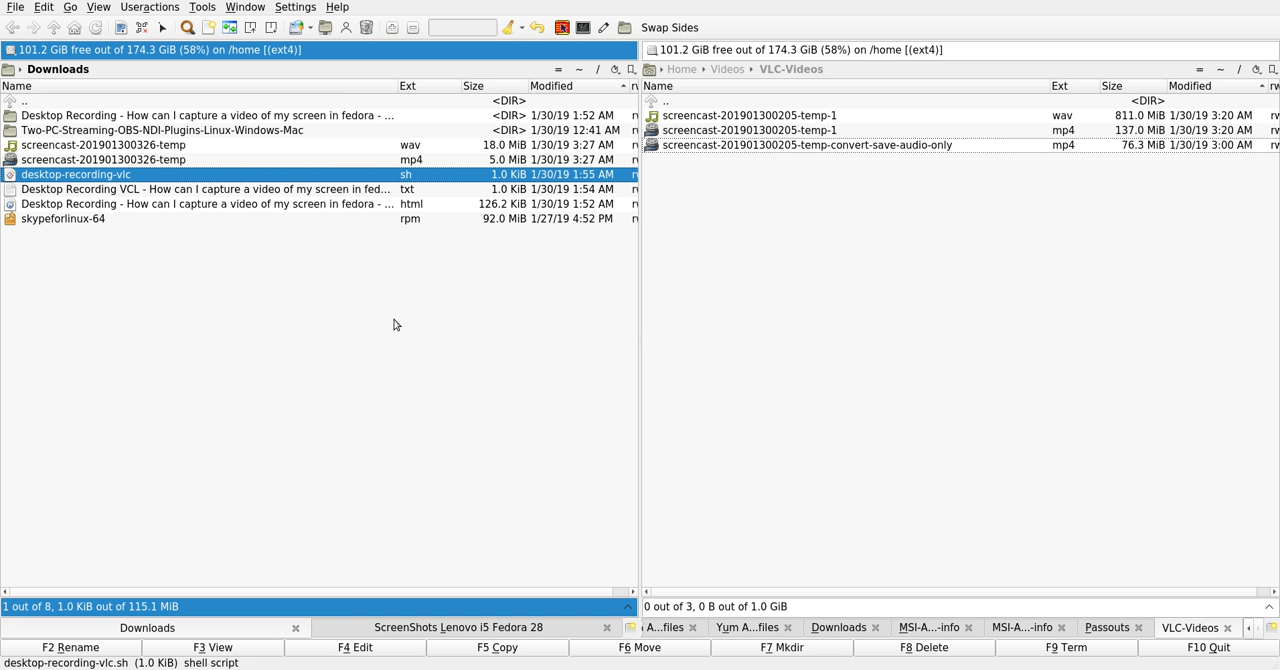 File Edit Go View Useractions Tools Window Settings Help
Swap Sides
101.2 GiB free out of 174.3 GiB (58%) on /home [(ext4)]
Downloads = ~ /
Name Ext Size Modified
.. <DIR>
Desktop Recording - How can I capture a video of my screen in fedora - ... <DIR> 1/30/19 1:52 AM
Two-PC-Streaming-OBS-NDI-Plugins-Linux-Windows-Mac <DIR> 1/30/19 12:41 AM
screencast-201901300326-temp wav 18.0 MiB 1/30/19 3:27 AM
screencast-201901300326-temp mp4 5.0 MiB 1/30/19 3:27 AM
desktop-recording-vlc sh 1.0 KiB 1/30/19 1:55 AM
Desktop Recording VCL - How can I capture a video of my screen in fed... txt 1.0 KiB 1/30/19 1:54 AM
Desktop Recording - How can I capture a video of my screen in fedora - ... html 126.2 KiB 1/30/19 1:52 AM
skypeforlinux-64 rpm 92.0 MiB 1/27/19 4:52 PM
1 out of 8, 1.0 KiB out of 115.1 MiB
Downloads ScreenShots Lenovo i5 Fedora 28
101.2 GiB free out of 174.3 GiB (58%) on /home [(ext4)]
Home Videos VLC-Videos = ~ /
Name Ext Size Modified
.. <DIR>
screencast-201901300205-temp-1 wav 811.0 MiB 1/30/19 3:20 AM
screencast-201901300205-temp-1 mp4 137.0 MiB 1/30/19 3:20 AM
screencast-201901300205-temp-convert-save-audio-only mp4 76.3 MiB 1/30/19 3:00 AM
0 out of 3, 0 B out of 1.0 GiB
A...files Yum A...files Downloads MSI-A...-info MSI-A...-info Passouts VLC-Videos
F2 Rename F3 View F4 Edit F5 Copy F6 Move F7 Mkdir F8 Delete F9 Term F10 Quit
desktop-recording-vlc.sh (1.0 KiB) shell script